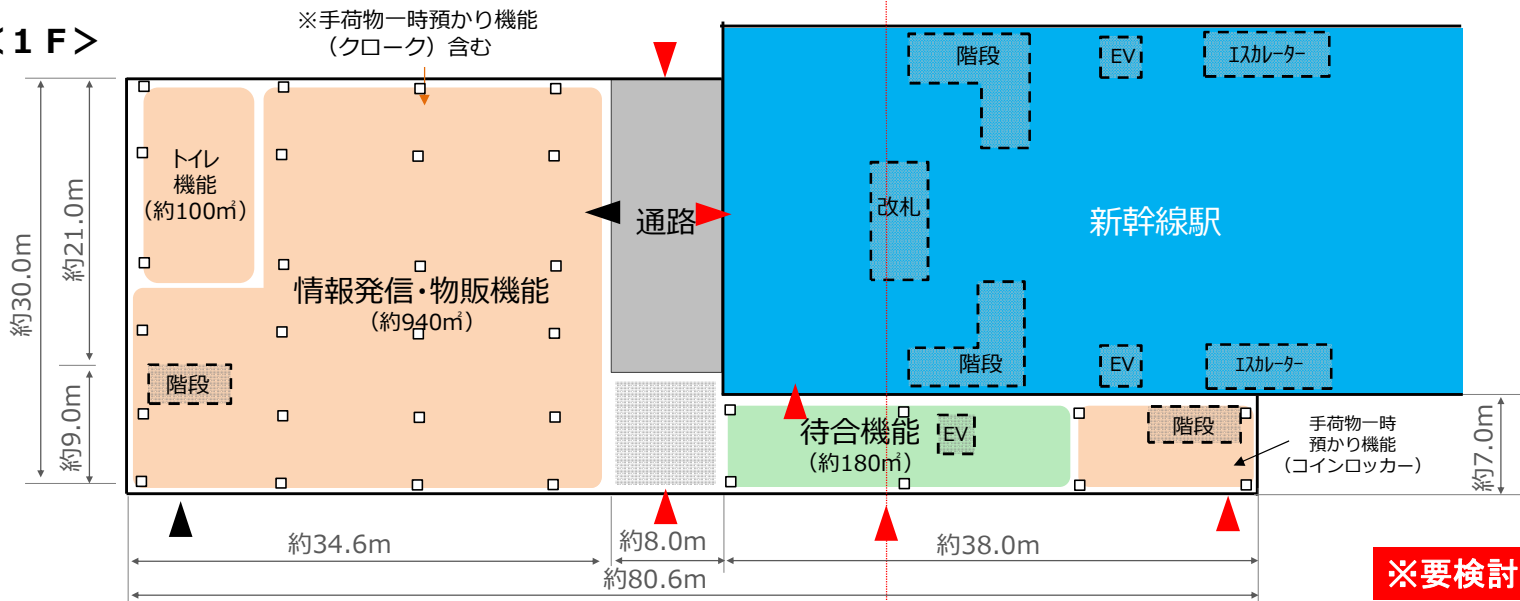 <1F>
※手荷物一時預かり機能
(クローク)含む
階段
EV
エスカレーター
トイレ
機能
(約100㎡)
通路
改札
新幹線駅
約30.0m
約21.0m
情報発信・物販機能
(約940㎡)
階段
階段
EV
エスカレーター
約9.0m
待合機能
(約180㎡)
EV
階段
手荷物一時
預かり機能
(コインロッカー)
約7.0m
約34.6m
約8.0m
約38.0m
約80.6m
※要検討